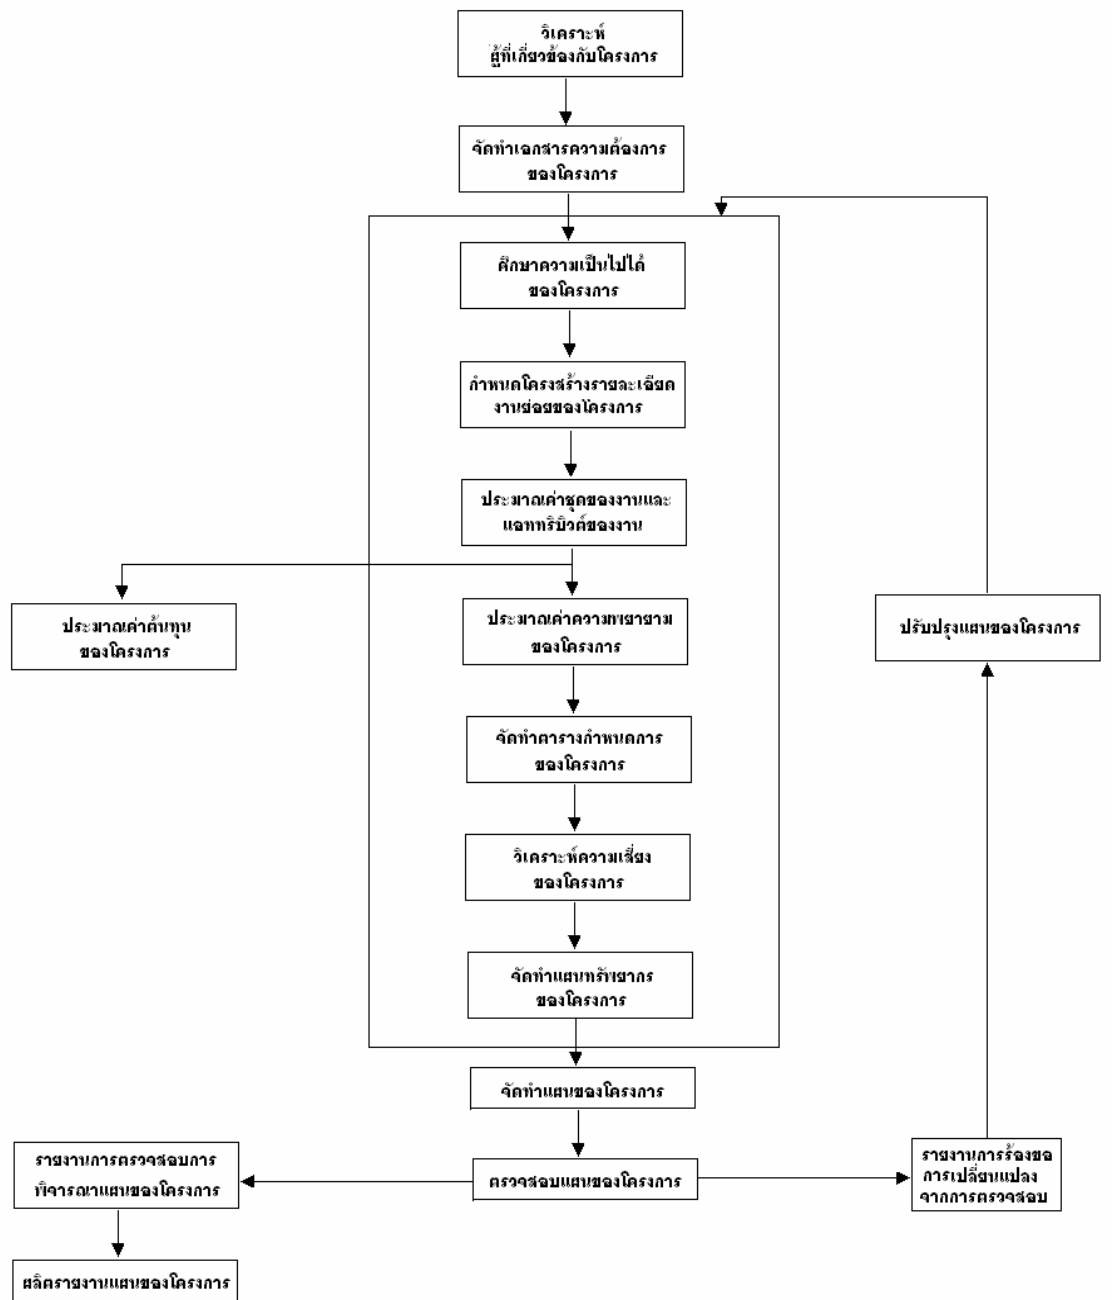 วิเคราะห์
ผู้ที่เกี่ยวข้องกับโครงการ
จัดทำเอกสารความต้องการ
ของโครงการ
ศึกษาความเป็นไปได้
ของโครงการ
กำหนดโครงสร้างรายละเอียด
งานย่อยของโครงการ
ประมาณค่าชุดของงานและ
แอททริบิวต์ของงาน
ประมาณค่าต้นทุน
ของโครงการ
ประมาณค่าความพยายาม
ของโครงการ
ปรับปรุงแผนของโครงการ
จัดทำตารางกำหนดการ
ของโครงการ
วิเคราะห์ความเสี่ยง
ของโครงการ
จัดทำแผนทรัพยากร
ของโครงการ
จัดทำแผนของโครงการ
รายงานการตรวจสอบการ
พิจารณาแผนของโครงการ
ตรวจสอบแผนของโครงการ
รายงานการร้องขอ
การเปลี่ยนแปลง
จากการตรวจสอบ
ผลิตรายงานแผนของโครงการ